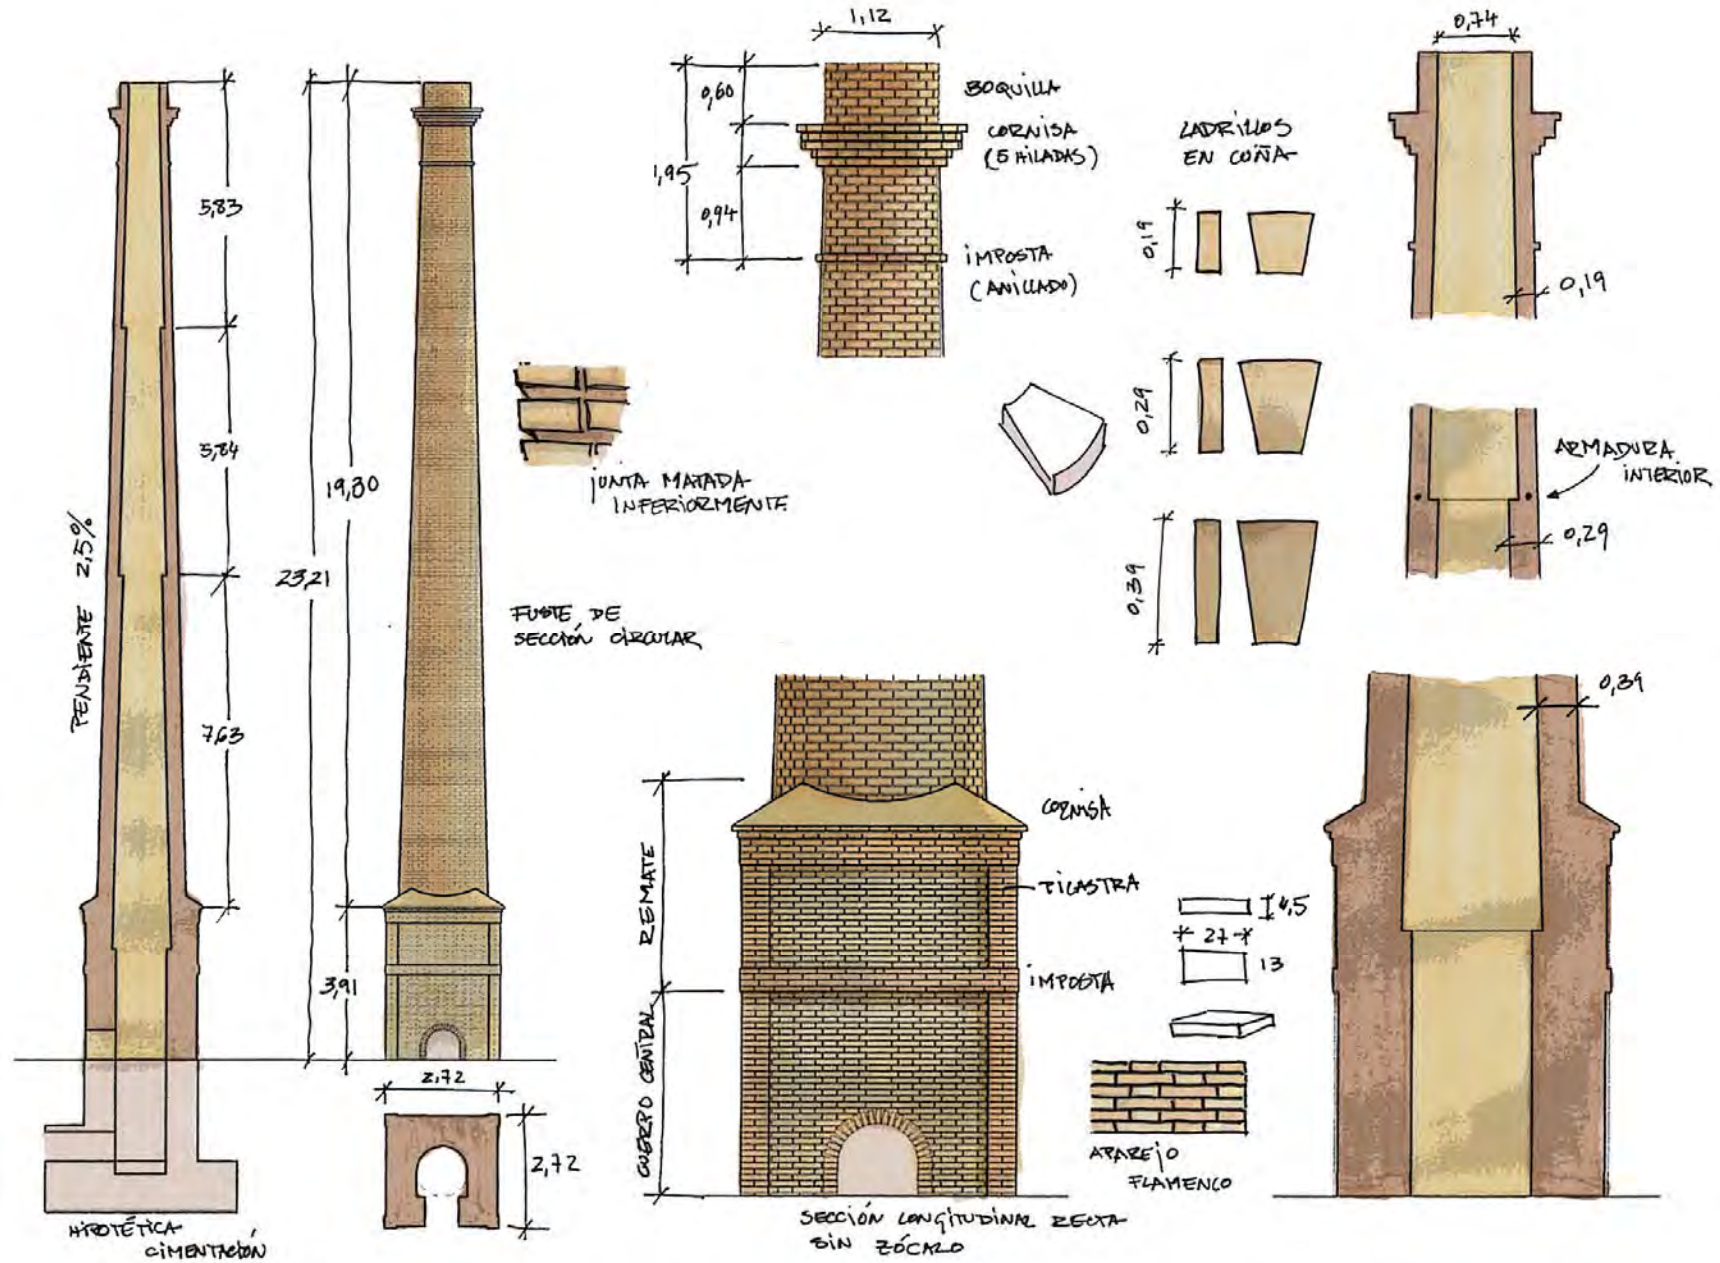 5,83
5,84
7,63
PENDIENTE 2,5%
HIPOTÉTICA
CIMENTACIÓN
23,21
19,30
3,91
2,72
2,72
JUNTA MATADA
INFERIORMENTE
FUSTE DE
SECCIÓN CIRCULAR
1,12
0,60
1,95
0,94
BOQUILLA
CORNISA
(5 HILADAS)
IMPOSTA
(ANILLADO)
LADRILLOS
EN CUÑA
0,19
0,29
0,39
0,74
0,19
ARMADURA
INTERIOR
0,29
0,39
REMATE
CUERPO CENTRAL
CORNISA
PILASTRA
IMPOSTA
4,5
27
13
APAREJO
FLAMENCO
SECCIÓN LONGITUDINAL RECTA
SIN ZÓCALO